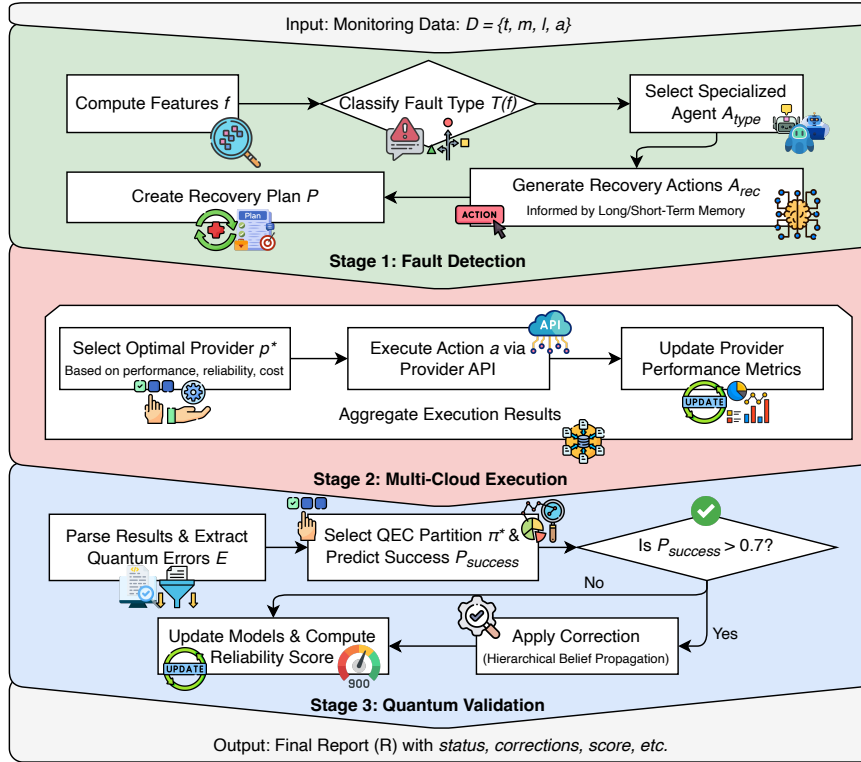 Input: Monitoring Data: D = {t, m, l, a}
Compute Features f
Classify Fault Type T(f)
Select Specialized
Agent A_type
Create Recovery Plan P
Plan
ACTION
Generate Recovery Actions A_rec
Informed by Long/Short-Term Memory
Stage 1: Fault Detection
Select Optimal Provider p*
Based on performance, reliability, cost
Execute Action a via
Provider API
API
Update Provider
Performance Metrics
UPDATE
Aggregate Execution Results
Stage 2: Multi-Cloud Execution
Parse Results & Extract
Quantum Errors E
Select QEC Partition π* &
Predict Success P_success
Is P_success > 0.7?
No
Yes
Update Models & Compute
Reliability Score
UPDATE
900
Apply Correction
(Hierarchical Belief Propagation)
Stage 3: Quantum Validation
Output: Final Report (R) with status, corrections, score, etc.